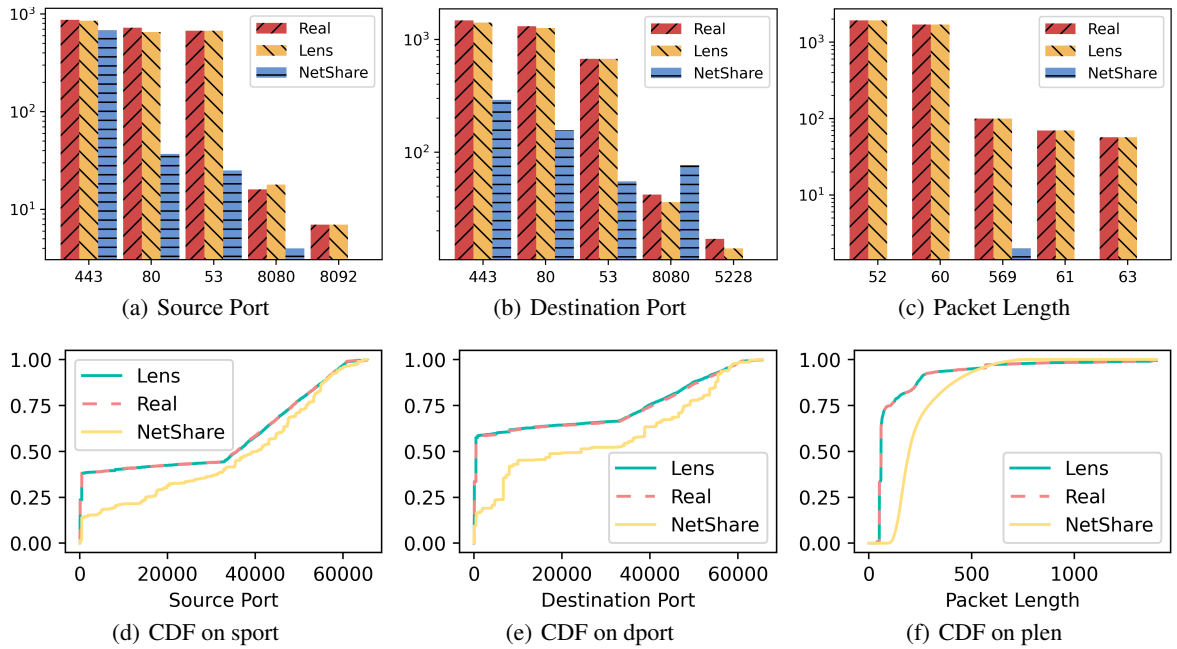 10³
10²
10¹
Real
Lens
NetShare
443 80 53 8080 8092
(a) Source Port
10³
10²
Real
Lens
NetShare
443 80 53 8080 5228
(b) Destination Port
10³
10²
10¹
Real
Lens
NetShare
52 60 569 61 63
(c) Packet Length
1.00
0.75
0.50
0.25
0.00
Lens
Real
NetShare
0 20000 40000 60000
Source Port
(d) CDF on sport
1.00
0.75
0.50
0.25
0.00
Lens
Real
NetShare
0 20000 40000 60000
Destination Port
(e) CDF on dport
1.00
0.75
0.50
0.25
0.00
Lens
Real
NetShare
0 500 1000
Packet Length
(f) CDF on plen